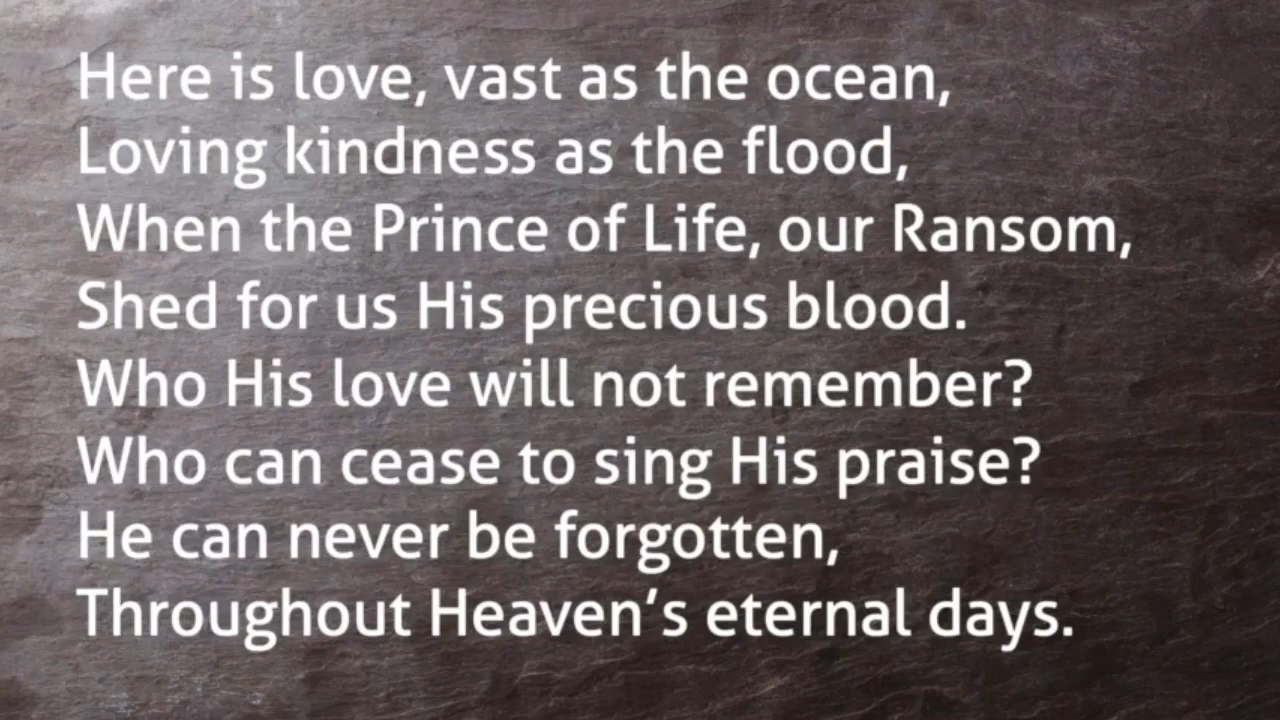 Here is love, vast as the ocean,
Loving kindness as the flood,
When the Prince of Life, our Ransom,
Shed for us His precious blood.
Who His love will not remember?
Who can cease to sing His praise?
He can never be forgotten,
Throughout Heaven’s eternal days.